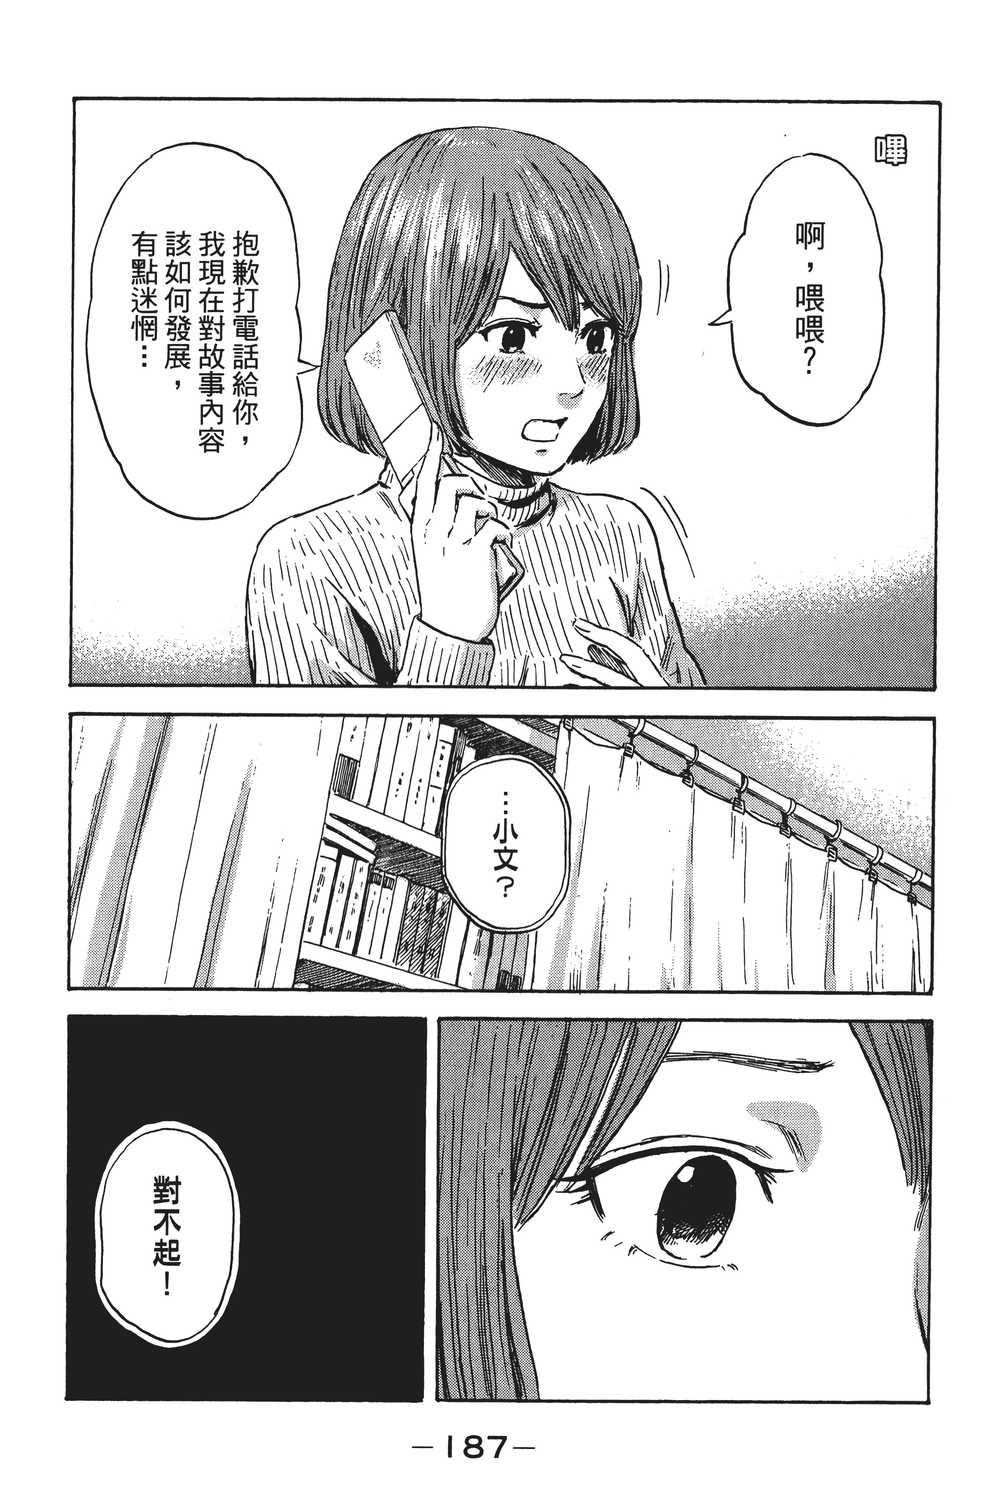 嗶
啊，喂喂？
抱歉打電話給你，
我現在對故事內容
該如何發展，
有點迷惘…
…小文？
對不起！
－187－